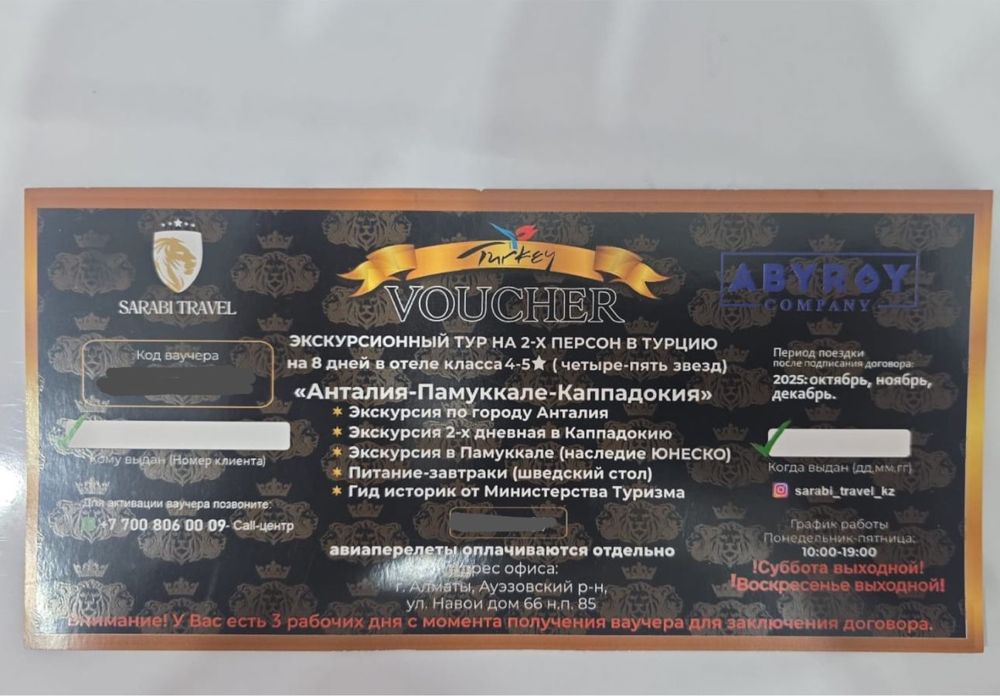 SARABI TRAVEL
Turkey
VOUCHER
ABYROY
COMPANY
ЭКСКУРСИОННЫЙ ТУР НА 2-Х ПЕРСОН В ТУРЦИЮ
на 8 дней в отеле класса 4-5★ ( четыре-пять звезд)
«Анталия-Памуккале-Каппадокия»
Экскурсия по городу Анталия
Экскурсия 2-х дневная в Каппадокию
Экскурсия в Памуккале (наследие ЮНЕСКО)
Питание-завтраки (шведский стол)
Гид историк от Министерства Туризма
авиаперелеты оплачиваются отдельно
Адрес офиса:
г. Алматы, Ауэзовский р-н,
ул. Навои дом 66 н.п. 85
Код ваучера
Кому выдан (Номер клиента)
Для активации ваучера позвоните:
+7 700 806 00 09- Call-центр
Период поездки
после подписания договора:
2025: октябрь, ноябрь,
декабрь.
Когда выдан (дд.мм.гг)
sarabi_travel_kz
График работы
Понедельник-пятница:
10:00-19:00
!Суббота выходной!
!Воскресенье выходной!
Внимание! У Вас есть 3 рабочих дня с момента получения ваучера для заключения договора.